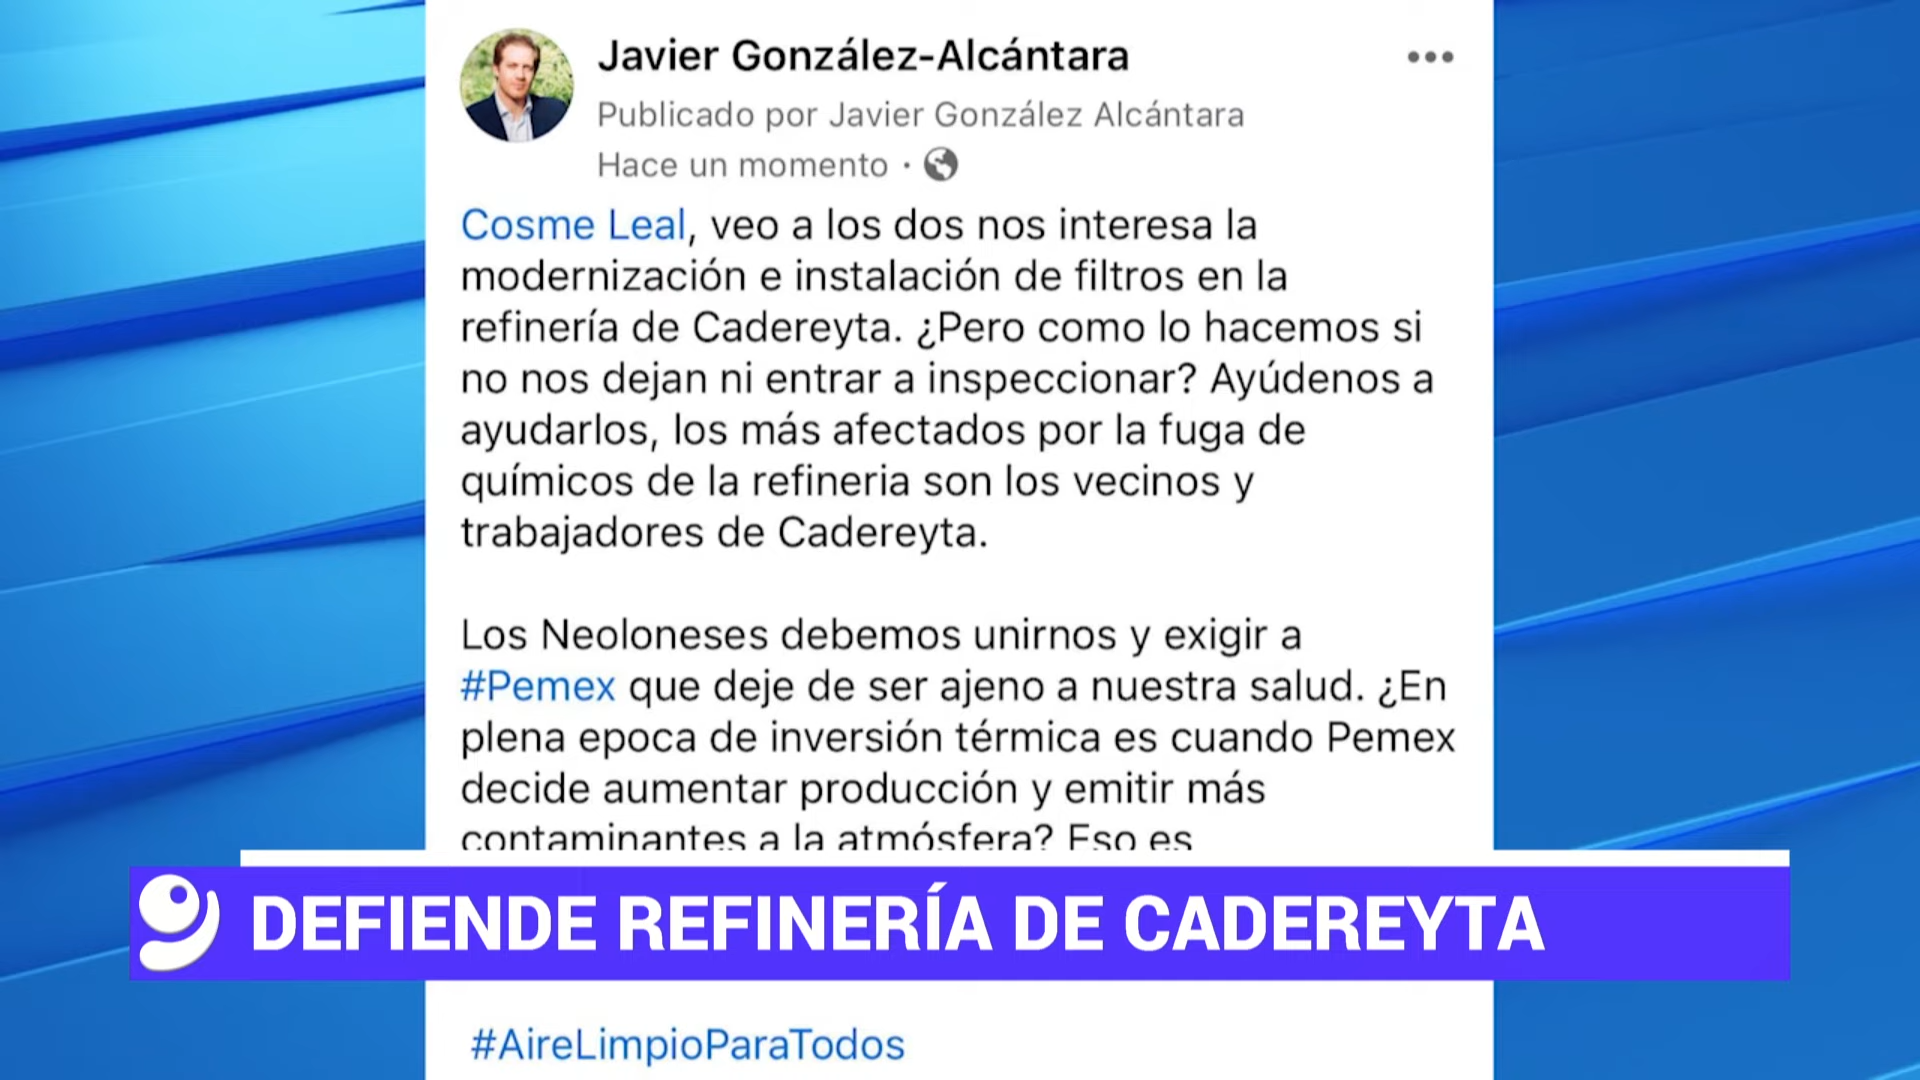 Javier González-Alcántara
Publicado por Javier González Alcántara
Hace un momento ·
Cosme Leal, veo a los dos nos interesa la
modernización e instalación de filtros en la
refinería de Cadereyta. ¿Pero como lo hacemos si
no nos dejan ni entrar a inspeccionar? Ayúdenos a
ayudarlos, los más afectados por la fuga de
químicos de la refineria son los vecinos y
trabajadores de Cadereyta.
Los Neoloneses debemos unirnos y exigir a
#Pemex que deje de ser ajeno a nuestra salud. ¿En
plena epoca de inversión térmica es cuando Pemex
decide aumentar producción y emitir más
contaminantes a la atmósfera? Eso es
DEFIENDE REFINERÍA DE CADEREYTA
#AireLimpioParaTodos